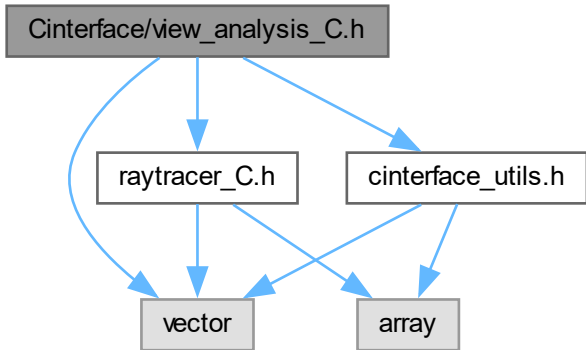 Cinterface/view_analysis_C.h
raytracer_C.h
cinterface_utils.h
vector
array